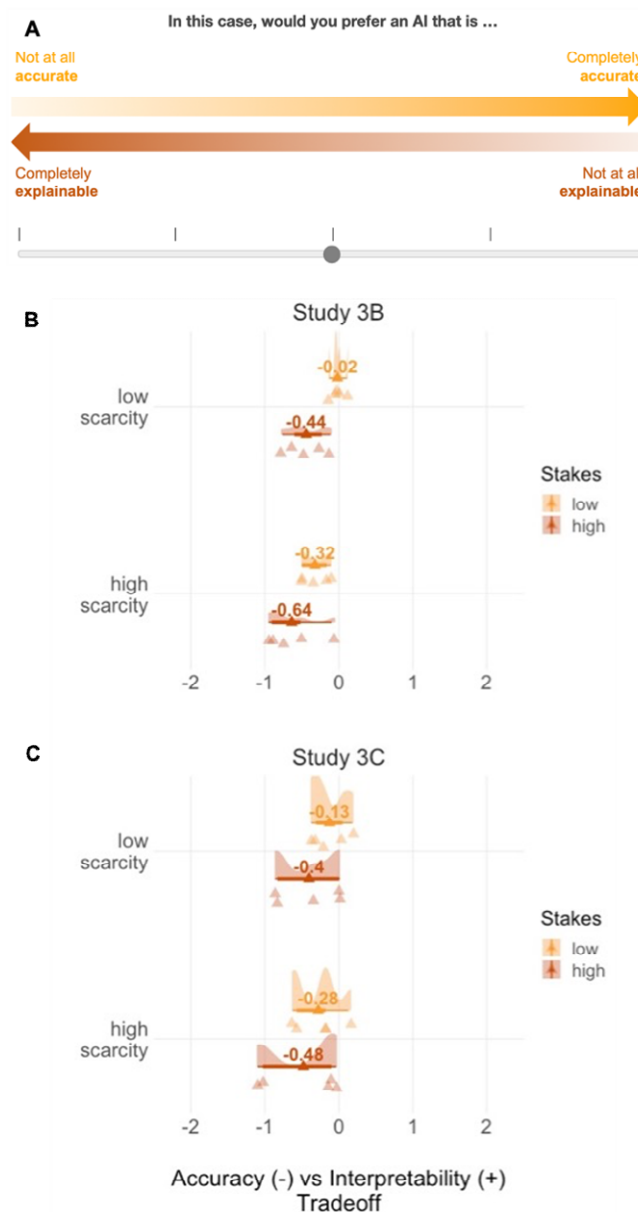 A
In this case, would you prefer an AI that is ...
Not at all
accurate
Completely
accurate
Completely
explainable
Not at all
explainable
B
Study 3B
low
scarcity
-0.02
-0.44
high
scarcity
-0.32
-0.64
Stakes
low
high
-2 -1 0 1 2
C
Study 3C
low
scarcity
-0.13
-0.4
high
scarcity
-0.28
-0.48
Stakes
low
high
-2 -1 0 1 2
Accuracy (-) vs Interpretability (+)
Tradeoff